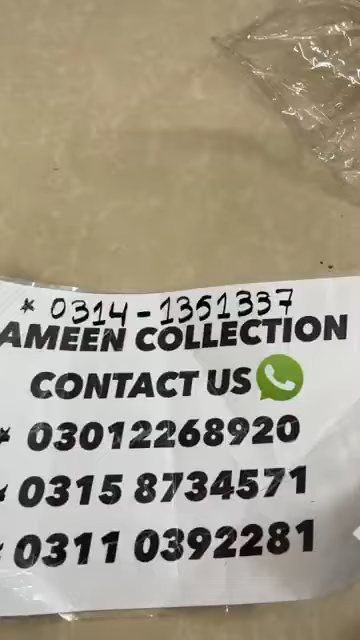 * 0314-1351337
AMEEN COLLECTION
CONTACT US
* 03012268920
* 0315 8734571
* 0311 0392281